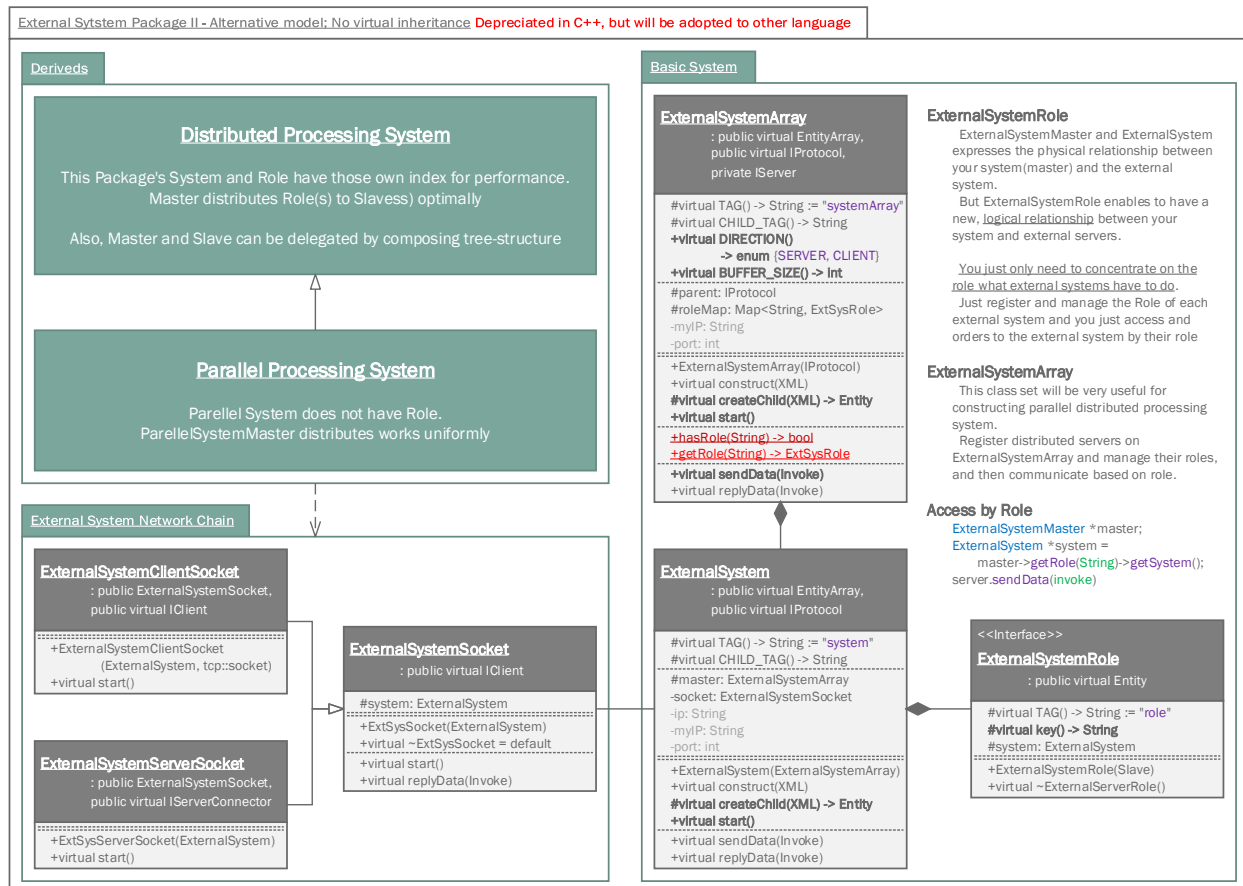 External Sytstem Package II - Alternative model; No virtual inheritance Depreciated in C++, but will be adopted to other language
Deriveds
Distributed Processing System
This Package's System and Role have those own index for performance.
Master distributes Role(s) to Slavess) optimally
Also, Master and Slave can be delegated by composing tree-structure
Parallel Processing System
Parellel System does not have Role.
ParellelSystemMaster distributes works uniformly
External System Network Chain
ExternalSystemClientSocket
: public ExternalSystemSocket,
public virtual IClient
+ExternalSystemClientSocket
(ExternalSystem, tcp::socket)
+virtual start()
ExternalSystemServerSocket
: public ExternalSystemSocket,
public virtual IServerConnector
+ExtSysServerSocket(ExternalSystem)
+virtual start()
ExternalSystemSocket
: public virtual IClient
#system: ExternalSystem
+ExtSysSocket(ExternalSystem)
+virtual ~ExtSysSocket = default
+virtual start()
+virtual replyData(Invoke)
Basic System
ExternalSystemArray
: public virtual EntityArray,
public virtual IProtocol,
private IServer
#virtual TAG() -> String := "systemArray"
#virtual CHILD_TAG() -> String
+virtual DIRECTION()
-> enum {SERVER, CLIENT}
+virtual BUFFER_SIZE() -> Int
#parent: IProtocol
#roleMap: Map<String, ExtSysRole>
-myIP: String
-port: int
+ExternalSystemArray(IProtocol)
+virtual construct(XML)
#virtual createChild(XML) -> Entity
+virtual start()
+hasRole(String) -> bool
+getRole(String) -> ExtSysRole
+virtual sendData(Invoke)
+virtual replyData(Invoke)
ExternalSystem
: public virtual EntityArray,
public virtual IProtocol
#virtual TAG() -> String := "system"
#virtual CHILD_TAG() -> String
#master: ExternalSystemArray
-socket: ExternalSystemSocket
-ip: String
-myIP: String
-port: int
+ExternalSystem(ExternalSystemArray)
+virtual construct(XML)
#virtual createChild(XML) -> Entity
+virtual start()
+virtual sendData(Invoke)
+virtual replyData(Invoke)
ExternalSystemRole
ExternalSystemMaster and ExternalSystem
expresses the physical relationship between
your system(master) and the external
system.
But ExternalSystemRole enables to have a
new, logical relationship between your
system and external servers.
You just only need to concentrate on the
role what external systems have to do.
Just register and manage the Role of each
external system and you just access and
orders to the external system by their role
ExternalSystemArray
This class set will be very useful for
constructing parallel distributed processing
system.
Register distributed servers on
ExternalSystemArray and manage their roles,
and then communicate based on role.
Access by Role
ExternalSystemMaster *master;
ExternalSystem *system =
master->getRole(String)->getSystem();
server.sendData(invoke)
<<Interface>>
ExternalSystemRole
: public virtual Entity
#virtual TAG() -> String := "role"
#virtual key() -> String
#system: ExternalSystem
+ExternalSystemRole(Slave)
+virtual ~ExternalServerRole()